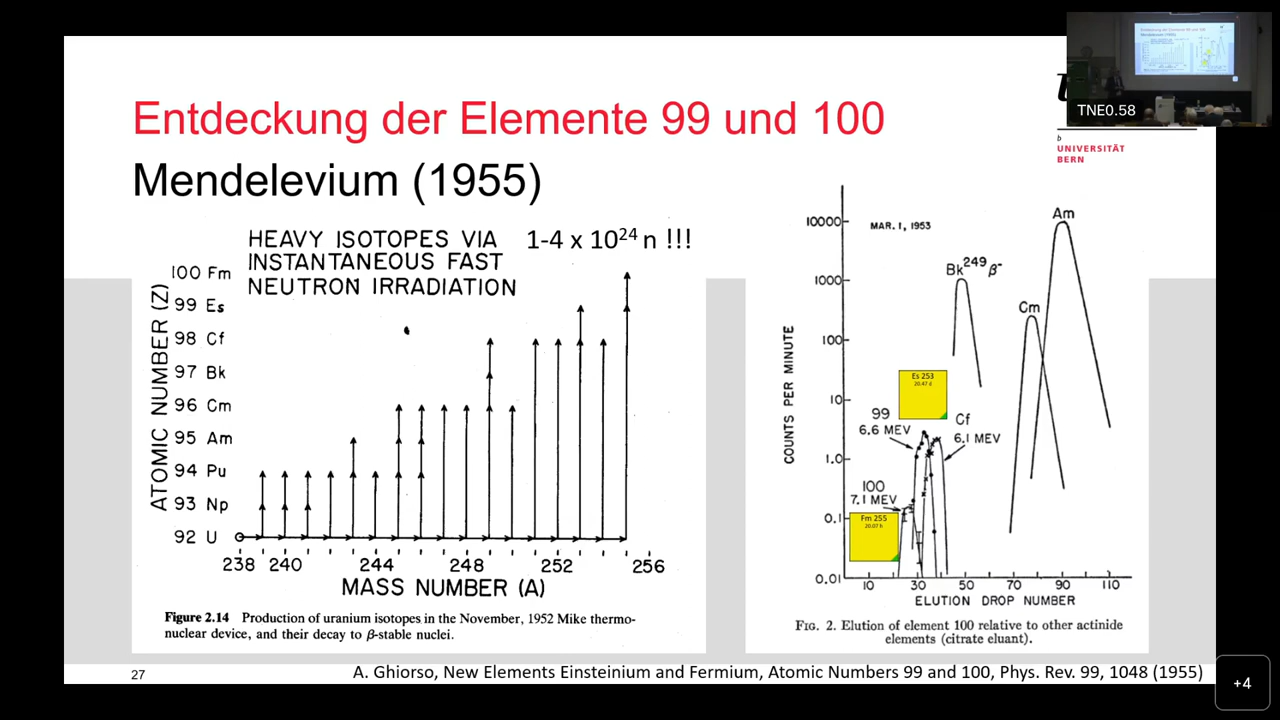 Entdeckung der Elemente 99 und 100
Mendelevium (1955)
TNE0.58
b
UNIVERSITÄT
BERN
HEAVY ISOTOPES VIA
INSTANTANEOUS FAST
NEUTRON IRRADIATION
1-4 x 10²⁴ n !!!
ATOMIC NUMBER (Z)
100 Fm
99 Es
98 Cf
97 Bk
96 Cm
95 Am
94 Pu
93 Np
92 U
238 240 244 248 252 256
MASS NUMBER (A)
Figure 2.14 Production of uranium isotopes in the November, 1952 Mike thermo-
nuclear device, and their decay to β-stable nuclei.
COUNTS PER MINUTE
10000
1000
100
10
1.0
0.1
0.01
MAR. 1, 1953
Am
Bk²⁴⁹ β⁻
Cm
Es 253
20.47 d
99
6.6 MEV
Cf
6.1 MEV
100
7.1 MEV
Fm 255
20.07 h
10 30 50 70 90 110
ELUTION DROP NUMBER
FIG. 2. Elution of element 100 relative to other actinide
elements (citrate eluant).
27
A. Ghiorso, New Elements Einsteinium and Fermium, Atomic Numbers 99 and 100, Phys. Rev. 99, 1048 (1955)
+4